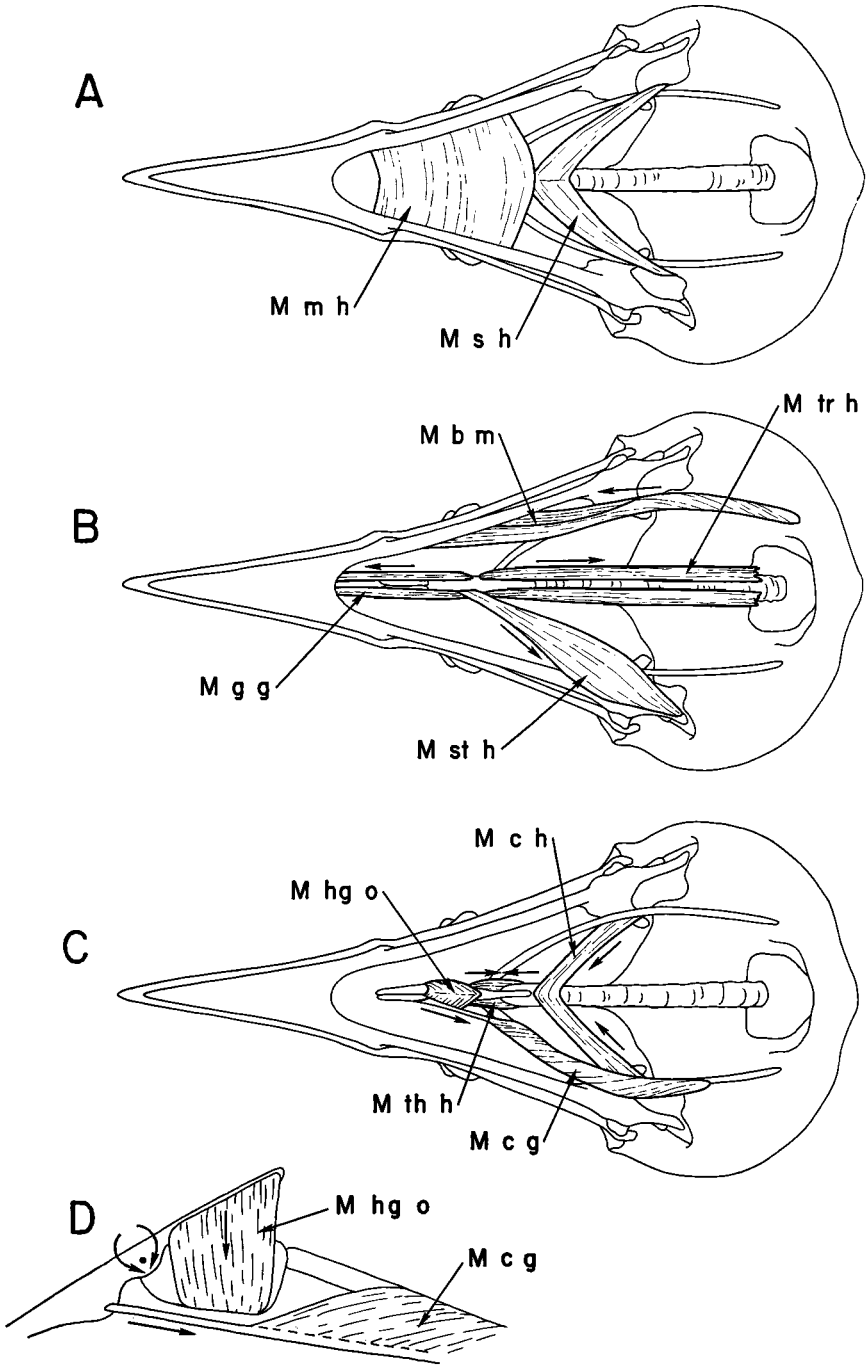 A
M m h
M s h
B
M b m
M tr h
M g g
M st h
C
M c h
M hg o
M th h
M c g
D
M hg o
M c g